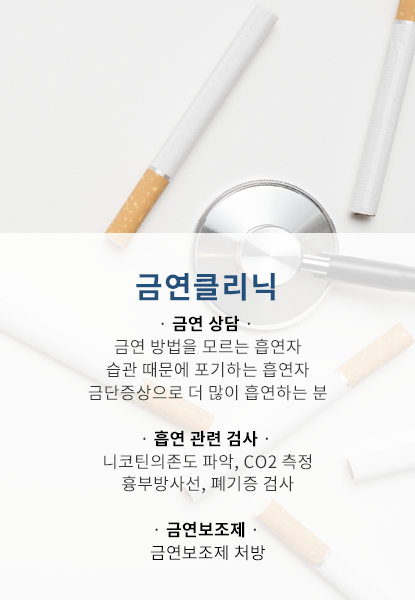 금연클리닉
· 금연 상담 ·
금연 방법을 모르는 흡연자
습관 때문에 포기하는 흡연자
금단증상으로 더 많이 흡연하는 분
· 흡연 관련 검사 ·
니코틴의존도 파악, CO2 측정
흉부방사선, 폐기증 검사
· 금연보조제 ·
금연보조제 처방